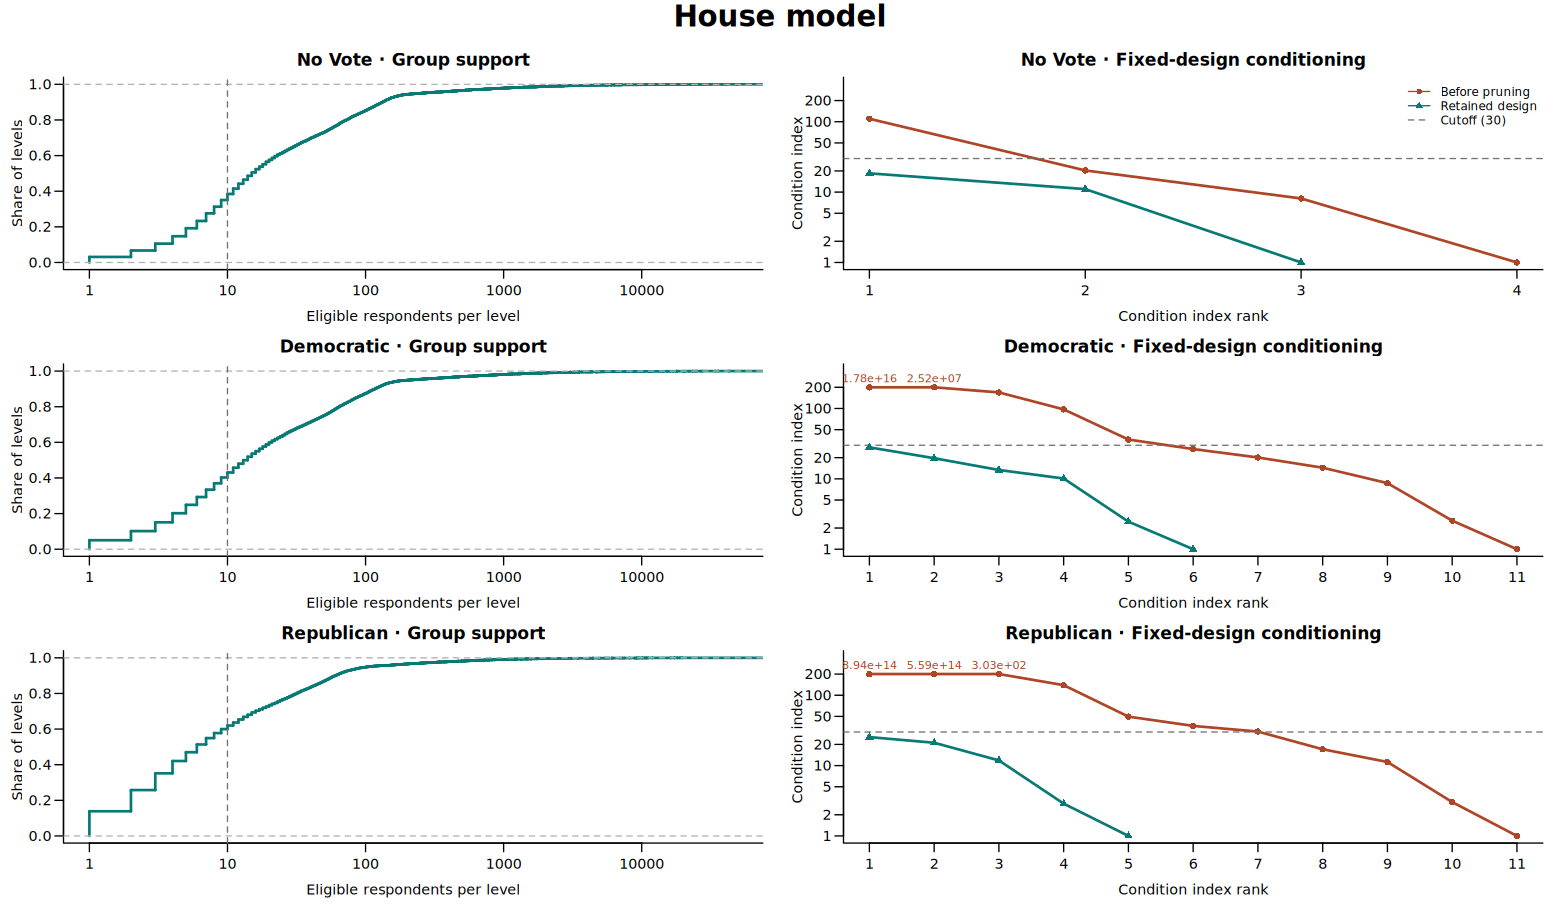 House model
No Vote · Group support
Share of levels
1.0
0.8
0.6
0.4
0.2
0.0
1 10 100 1000 10000
Eligible respondents per level
No Vote · Fixed-design conditioning
Condition index
200
100
50
20
10
5
2
1
Before pruning
Retained design
Cutoff (30)
1 2 3 4
Condition index rank
Democratic · Group support
Share of levels
1.0
0.8
0.6
0.4
0.2
0.0
1 10 100 1000 10000
Eligible respondents per level
Democratic · Fixed-design conditioning
Condition index
1.78e+16 2.52e+07
200
100
50
20
10
5
2
1
1 2 3 4 5 6 7 8 9 10 11
Condition index rank
Republican · Group support
Share of levels
1.0
0.8
0.6
0.4
0.2
0.0
1 10 100 1000 10000
Eligible respondents per level
Republican · Fixed-design conditioning
Condition index
5.59e+14 3.03e+02
200
100
50
20
10
5
2
1
1 2 3 4 5 6 7 8 9 10 11
Condition index rank